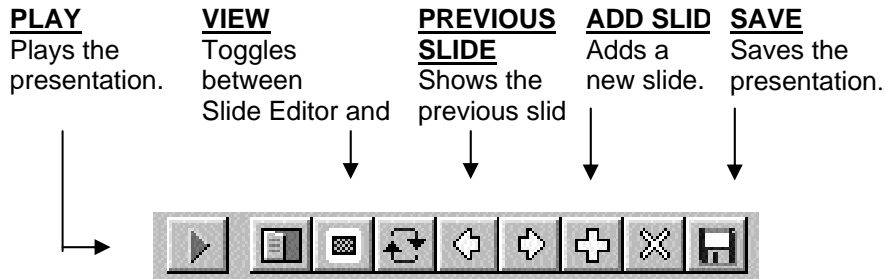 PLAY
Plays the
presentation.
VIEW
Toggles
between
Slide Editor and
PREVIOUS
SLIDE
Shows the
previous slid
ADD SLID
Adds a
new slide.
SAVE
Saves the
presentation.